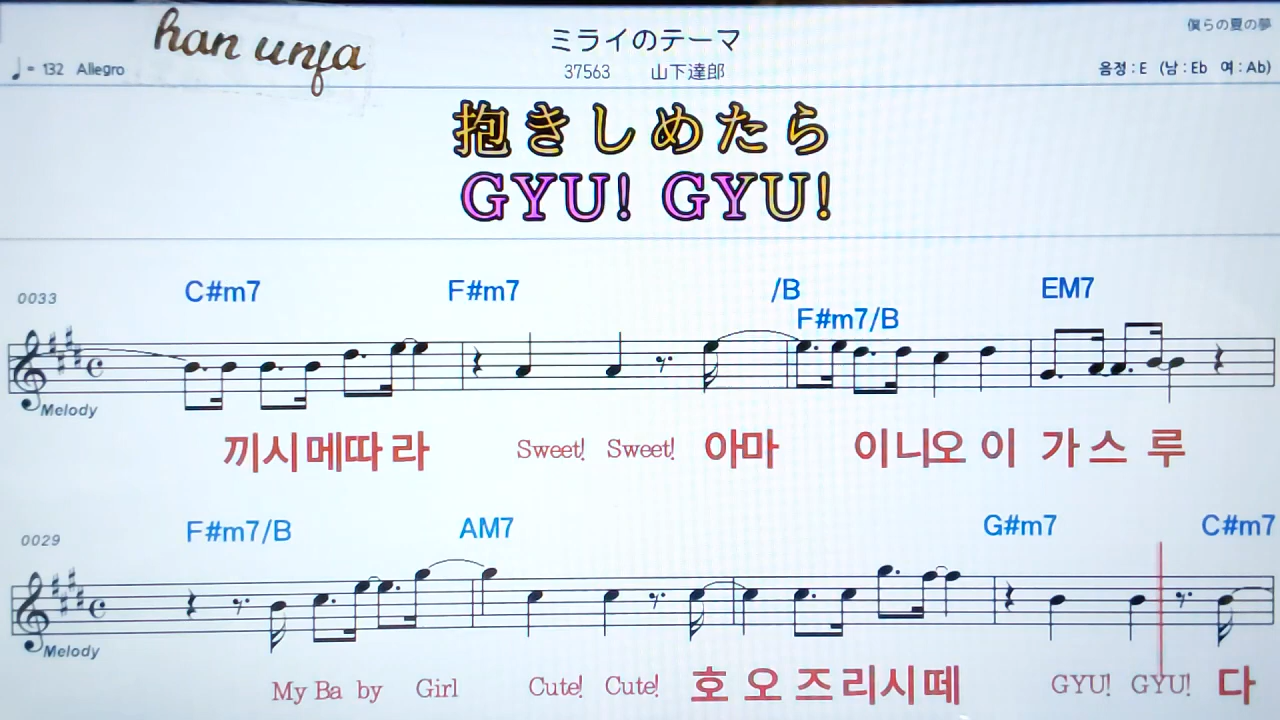 han unja
ミライのテーマ
僕らの夏の夢
♩= 132 Allegro
37563 山下達郎
음정 : E (남 : Eb 여 : Ab)
抱きしめたら
GYU! GYU!
0033 C#m7 F#m7 /B EM7
F#m7/B
Melody
끼시메따라 Sweet! Sweet! 아마 이니오 이 가스 루
0029 F#m7/B AM7 G#m7 C#m7
Melody
My Ba by Girl Cute! Cute! 호 오 즈리시떼 GYU! GYU! 다